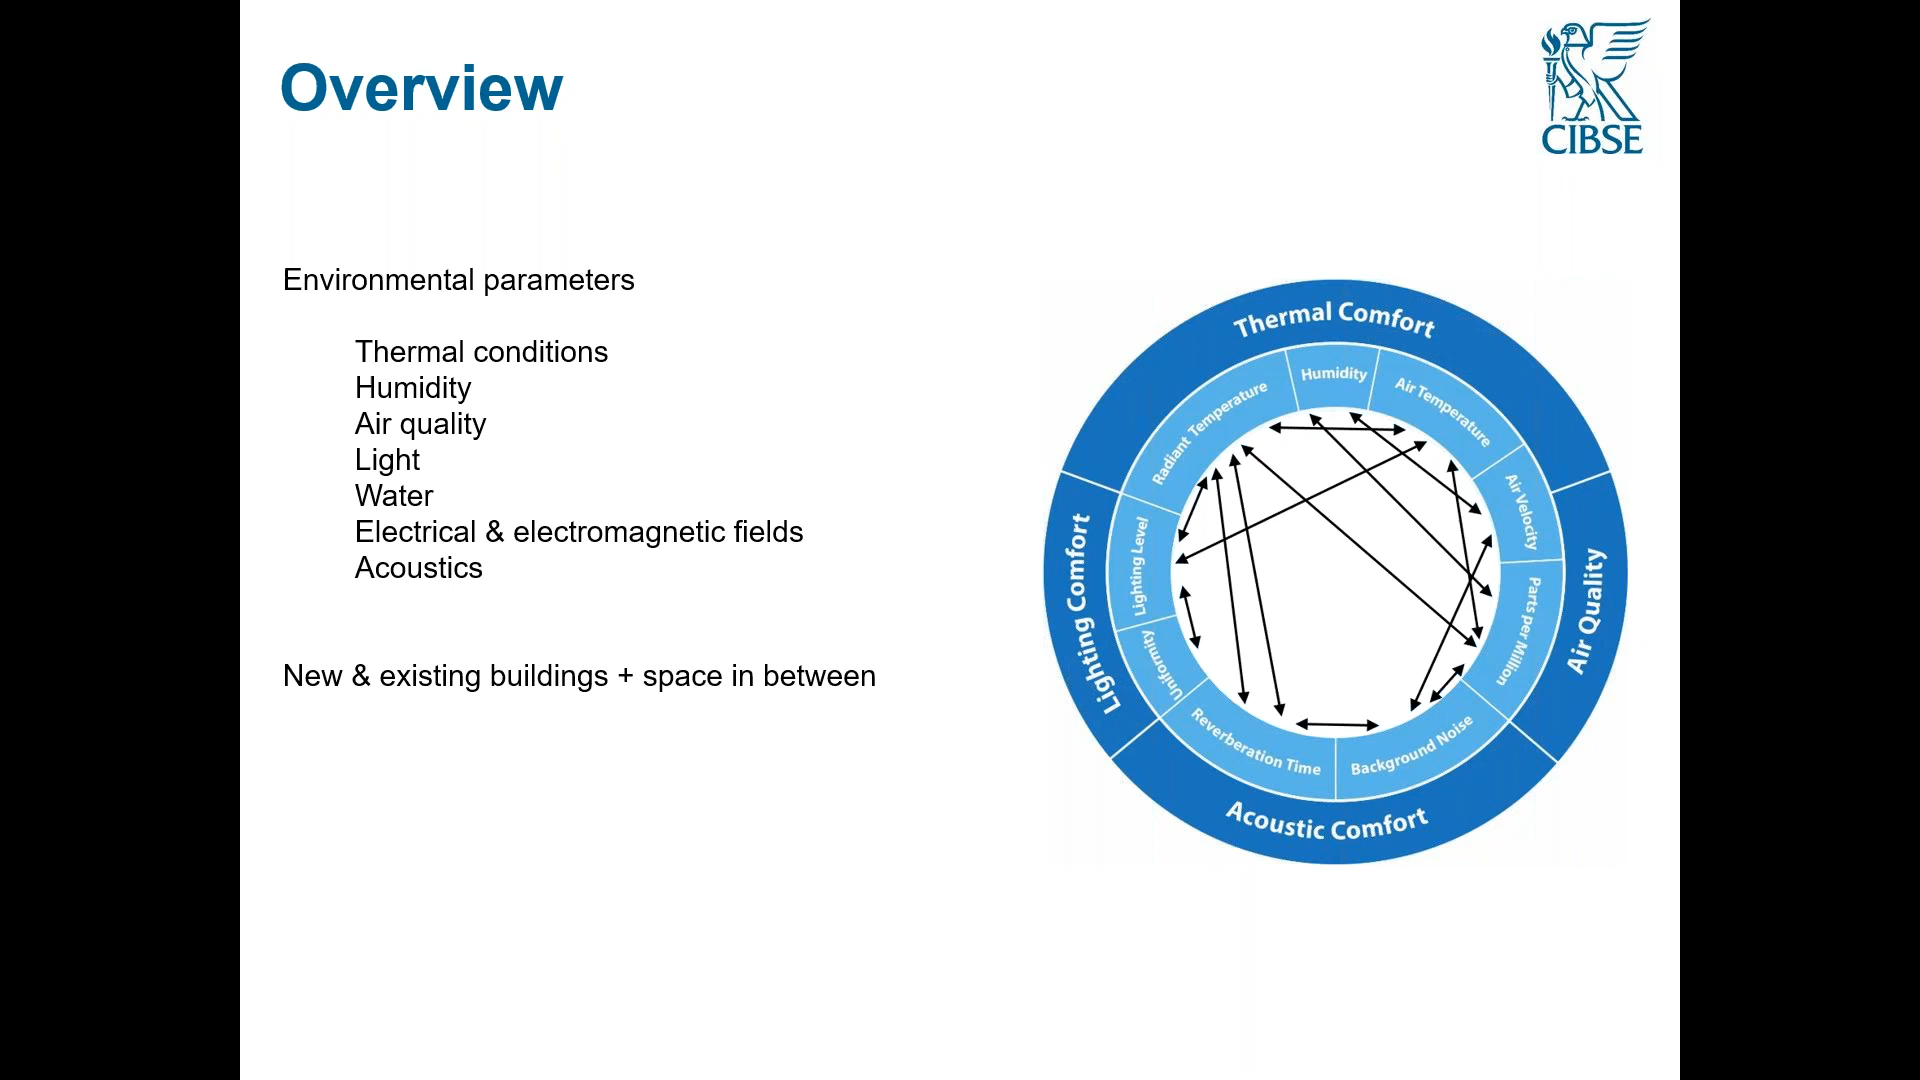 Overview
CIBSE
Environmental parameters
Thermal conditions
Humidity
Air quality
Light
Water
Electrical & electromagnetic fields
Acoustics
New & existing buildings + space in between
Thermal Comfort
Air Quality
Acoustic Comfort
Lighting Comfort
Radiant Temperature
Humidity
Air Temperature
Air Velocity
Parts per Million
Background Noise
Reverberation Time
Uniformity
Lighting Level